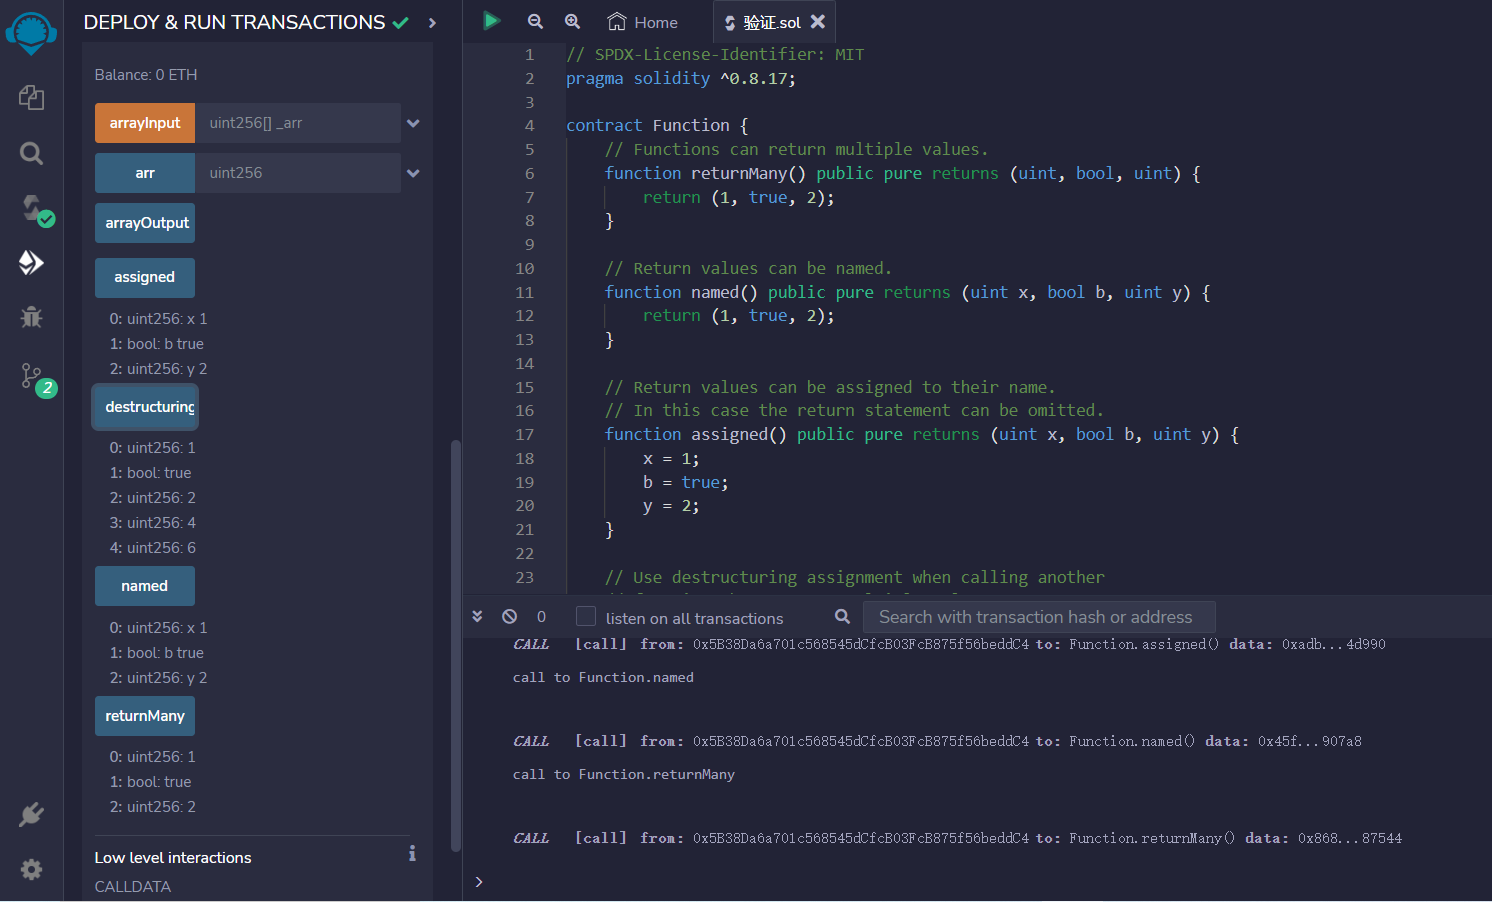 DEPLOY & RUN TRANSACTIONS
Balance: 0 ETH
arrayInput uint256[] _arr
arr uint256
arrayOutput
assigned
0: uint256: x 1
1: bool: b true
2: uint256: y 2
destructuring
0: uint256: 1
1: bool: true
2: uint256: 2
3: uint256: 4
4: uint256: 6
named
0: uint256: x 1
1: bool: b true
2: uint256: y 2
returnMany
0: uint256: 1
1: bool: true
2: uint256: 2
Low level interactions
CALLDATA
2
Home
验证.sol
1 // SPDX-License-Identifier: MIT
2 pragma solidity ^0.8.17;
3
4 contract Function {
5 // Functions can return multiple values.
6 function returnMany() public pure returns (uint, bool, uint) {
7 return (1, true, 2);
8 }
9
10 // Return values can be named.
11 function named() public pure returns (uint x, bool b, uint y) {
12 return (1, true, 2);
13 }
14
15 // Return values can be assigned to their name.
16 // In this case the return statement can be omitted.
17 function assigned() public pure returns (uint x, bool b, uint y) {
18 x = 1;
19 b = true;
20 y = 2;
21 }
22
23 // Use destructuring assignment when calling another
0 listen on all transactions Search with transaction hash or address
CALL [call] from: 0x5B38Da6a701c568545dCfcB03FcB875f56beddC4 to: Function.assigned() data: 0xadb...4d990
call to Function.named
CALL [call] from: 0x5B38Da6a701c568545dCfcB03FcB875f56beddC4 to: Function.named() data: 0x45f...907a8
call to Function.returnMany
CALL [call] from: 0x5B38Da6a701c568545dCfcB03FcB875f56beddC4 to: Function.returnMany() data: 0x868...87544
>